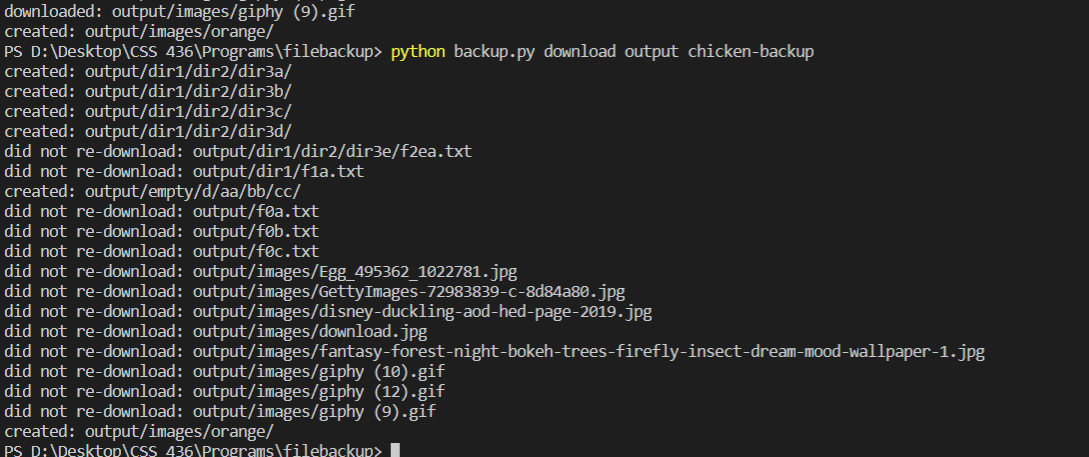 downloaded: output/images/giphy (9).gif
created: output/images/orange/
PS D:\Desktop\CSS 436\Programs\filebackup> python backup.py download output chicken-backup
created: output/dir1/dir2/dir3a/
created: output/dir1/dir2/dir3b/
created: output/dir1/dir2/dir3c/
created: output/dir1/dir2/dir3d/
did not re-download: output/dir1/dir2/dir3e/f2ea.txt
did not re-download: output/dir1/f1a.txt
created: output/empty/d/aa/bb/cc/
did not re-download: output/f0a.txt
did not re-download: output/f0b.txt
did not re-download: output/f0c.txt
did not re-download: output/images/Egg_495362_1022781.jpg
did not re-download: output/images/GettyImages-72983839-c-8d84a80.jpg
did not re-download: output/images/disney-duckling-aod-hed-page-2019.jpg
did not re-download: output/images/download.jpg
did not re-download: output/images/fantasy-forest-night-bokeh-trees-firefly-insect-dream-mood-wallpaper-1.jpg
did not re-download: output/images/giphy (10).gif
did not re-download: output/images/giphy (12).gif
did not re-download: output/images/giphy (9).gif
created: output/images/orange/
PS D:\Desktop\CSS 436\Programs\filebackup>